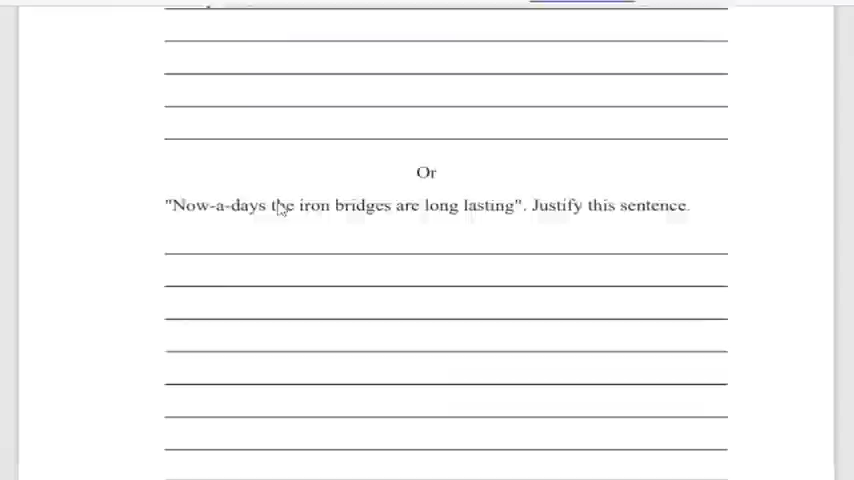 Or
"Now-a-days the iron bridges are long lasting". Justify this sentence.